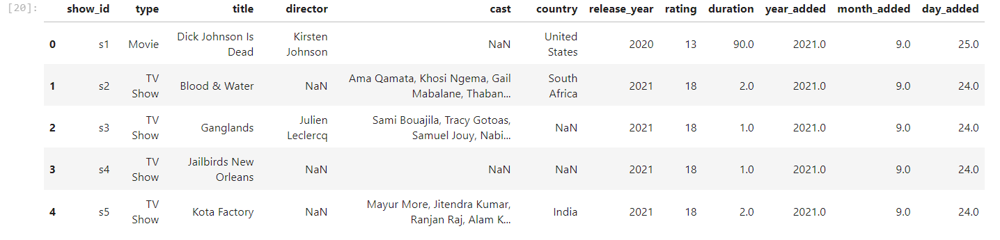 [20]: show_id type title director cast country release_year rating duration year_added month_added day_added
0 s1 Movie Dick Johnson Is Dead Kirsten Johnson NaN United States 2020 13 90.0 2021.0 9.0 25.0
1 s2 TV Show Blood & Water NaN Ama Qamata, Khosi Ngema, Gail Mabalane, Thaban... South Africa 2021 18 2.0 2021.0 9.0 24.0
2 s3 TV Show Ganglands Julien Leclercq Sami Bouajila, Tracy Gotoas, Samuel Jouy, Nabi... NaN 2021 18 1.0 2021.0 9.0 24.0
3 s4 TV Show Jailbirds New Orleans NaN NaN NaN 2021 18 1.0 2021.0 9.0 24.0
4 s5 TV Show Kota Factory NaN Mayur More, Jitendra Kumar, Ranjan Raj, Alam K... India 2021 18 2.0 2021.0 9.0 24.0